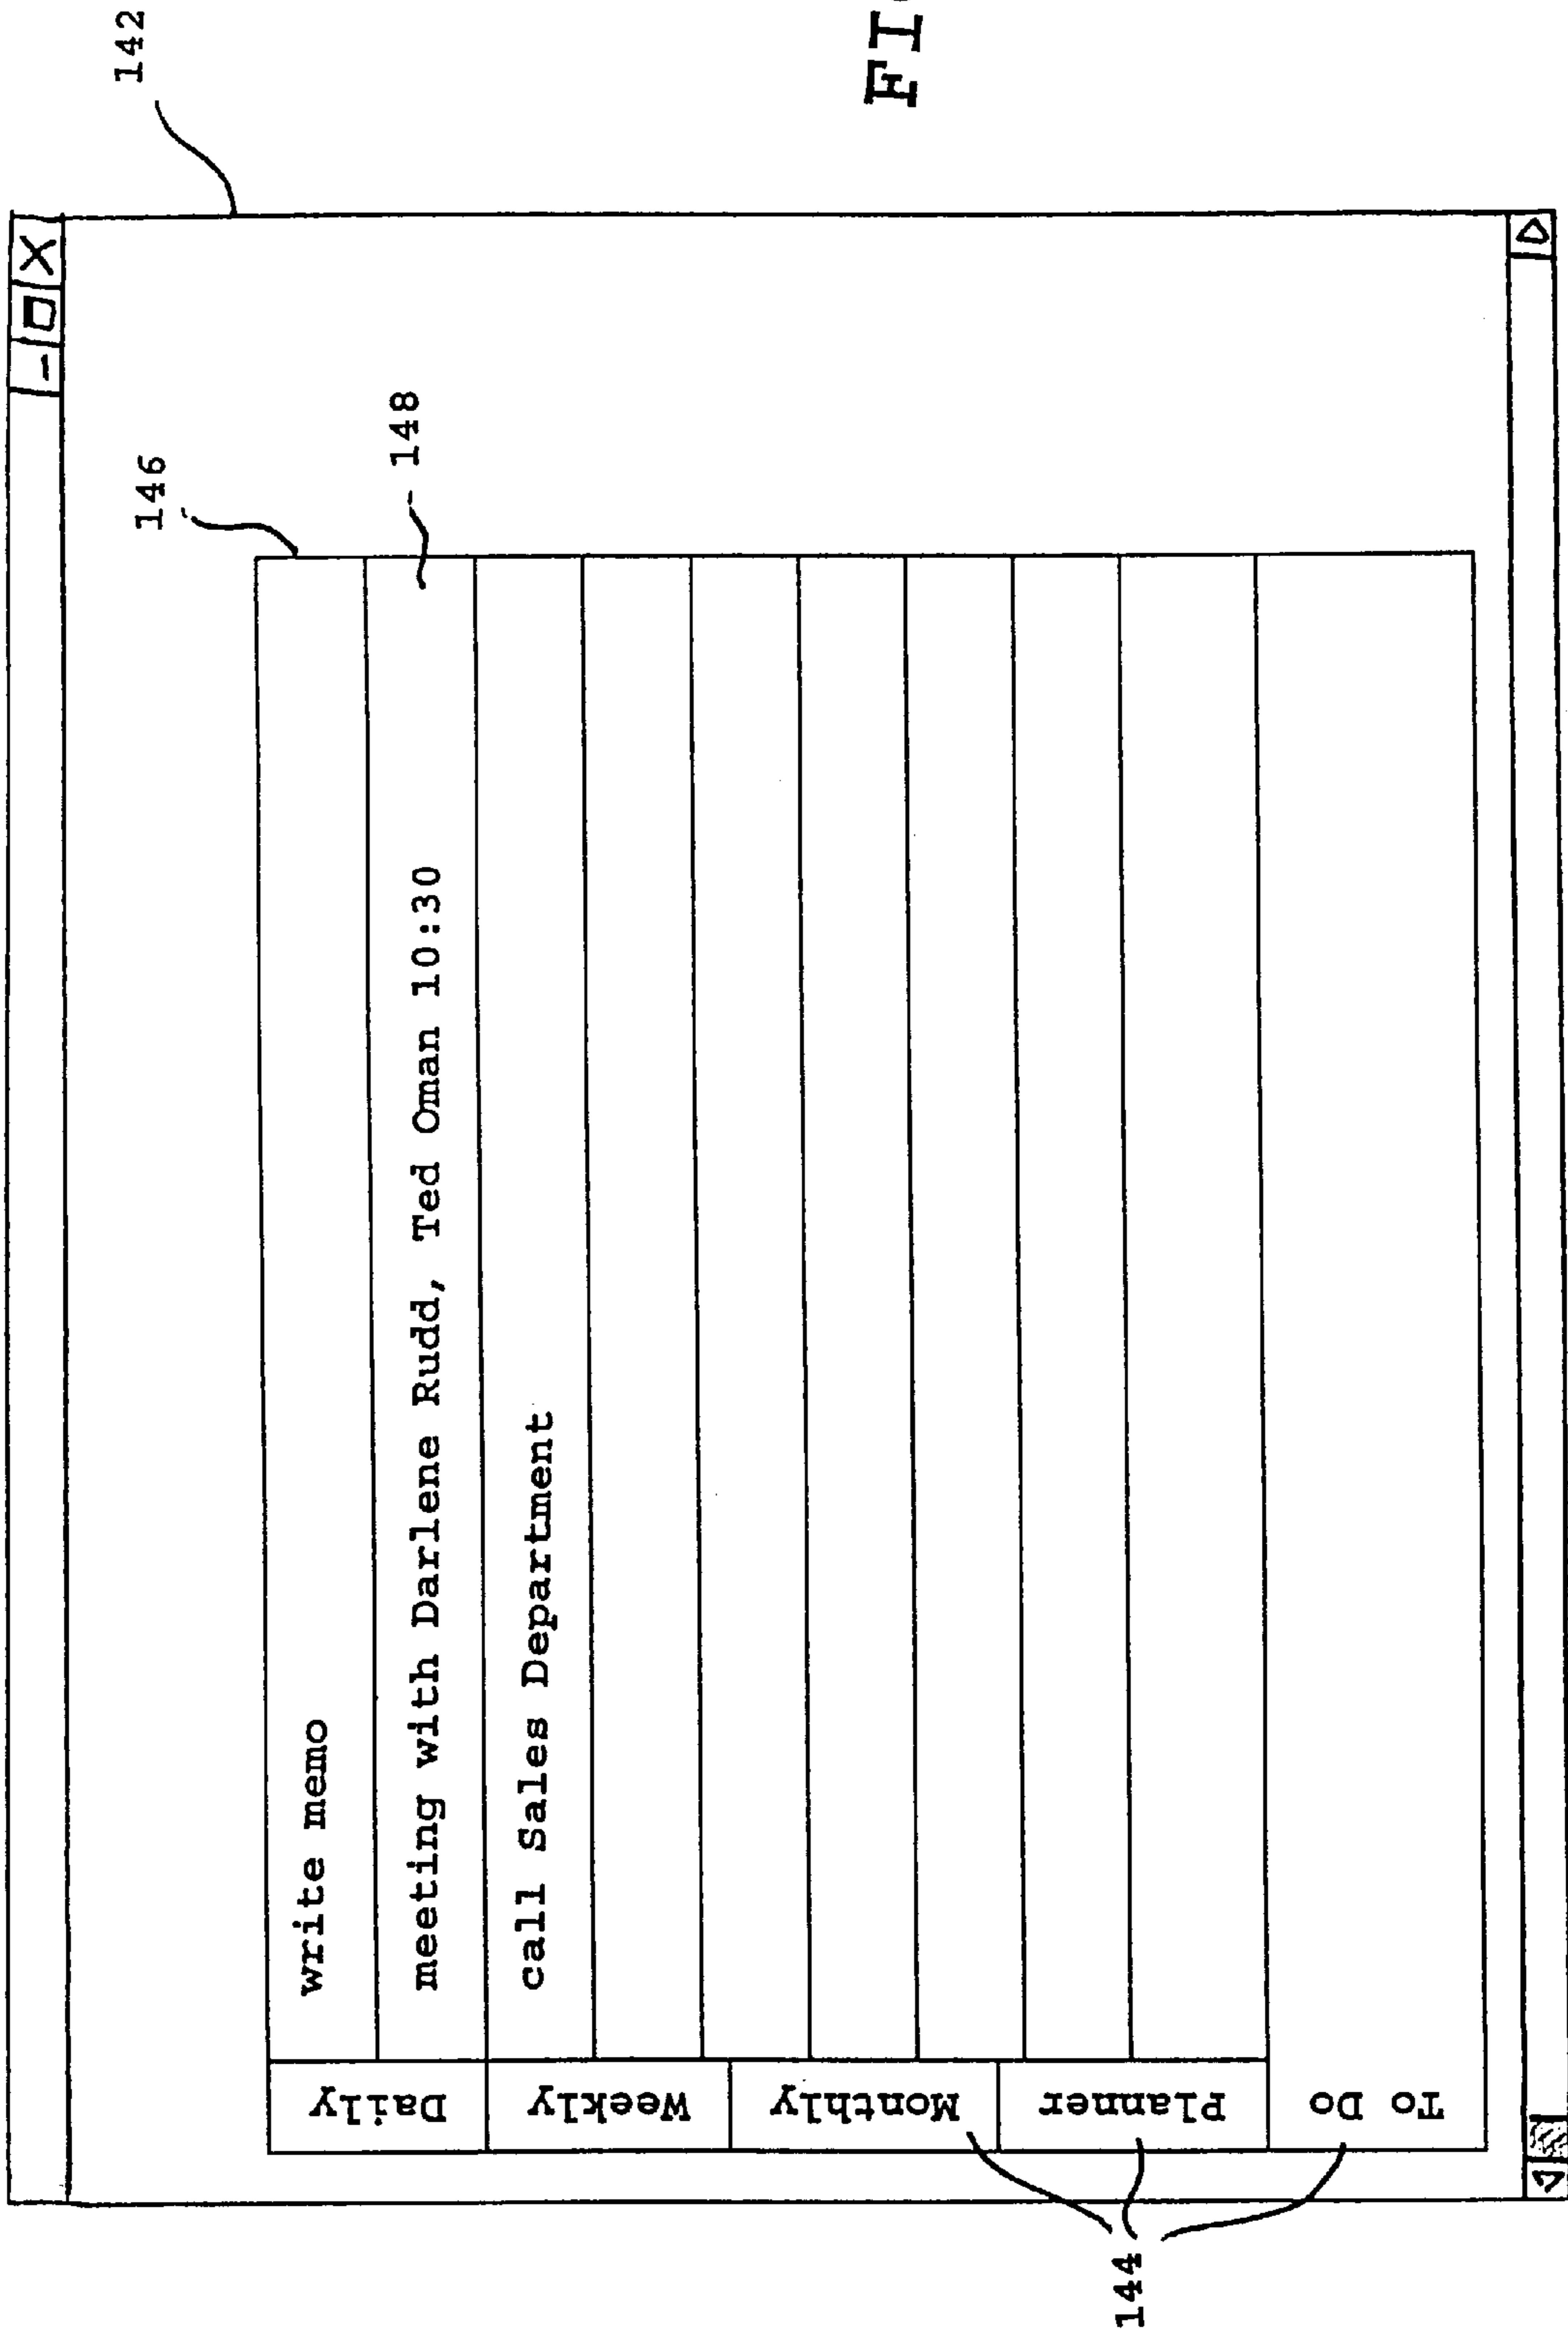 142
146
148
write memo
meeting with Darlene Rudd, Ted Oman 10:30
call Sales Department
Daily
Weekly
Monthly
Planner
To Do
144
FI